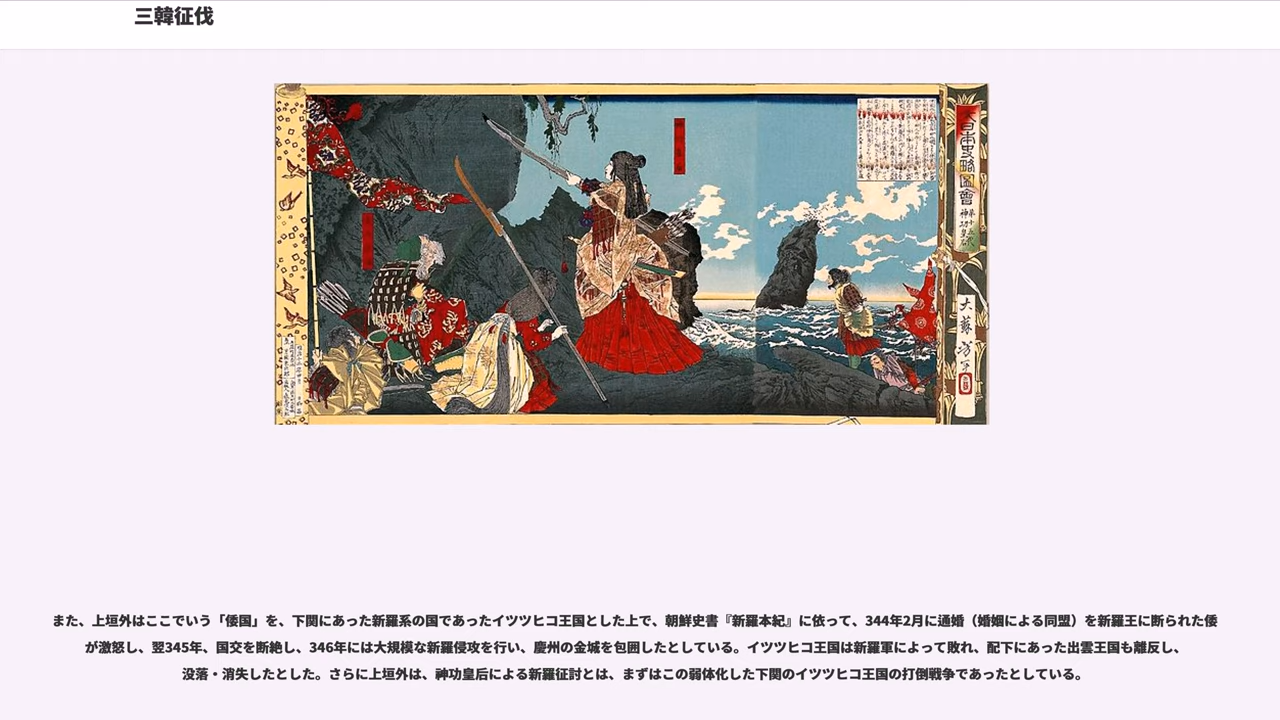 三韓征伐
大日本史略圖會
大蘇芳年
また、上垣外はここでいう「倭国」を、下関にあった新羅系の国であったイツツヒコ王国とした上で、朝鮮史書『新羅本紀』に依って、344年2月に通婚（婚姻による同盟）を新羅王に断られた倭
が激怒し、翌345年、国交を断絶し、346年には大規模な新羅侵攻を行い、慶州の金城を包囲したとしている。イツツヒコ王国は新羅軍によって敗れ、配下にあった出雲王国も離反し、
没落・消失したとした。さらに上垣外は、神功皇后による新羅征討とは、まずはこの弱体化した下関のイツツヒコ王国の打倒戦争であったとしている。